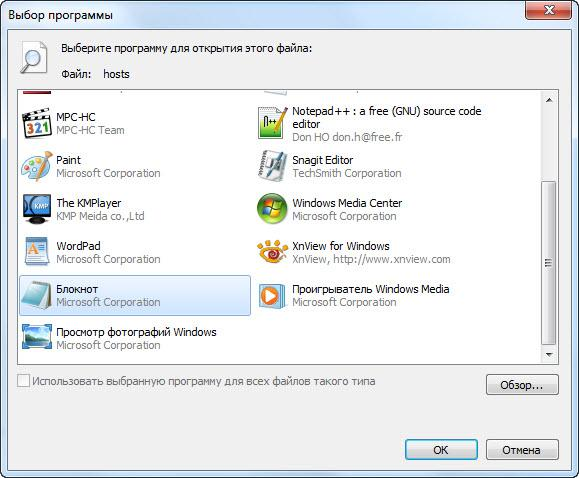 Выбор программы
Выберите программу для открытия этого файла:
Файл: hosts
MPC-HC
MPC-HC Team
Notepad++ : a free (GNU) source code
editor
Don HO don.h@free.fr
Paint
Microsoft Corporation
Snagit Editor
TechSmith Corporation
The KMPlayer
KMP Meida co.,Ltd
Windows Media Center
Microsoft Corporation
WordPad
Microsoft Corporation
XnView for Windows
XnView, http://www.xnview.com
Блокнот
Microsoft Corporation
Проигрыватель Windows Media
Microsoft Corporation
Просмотр фотографий Windows
Microsoft Corporation
Использовать выбранную программу для всех файлов такого типа
Обзор...
ОК
Отмена